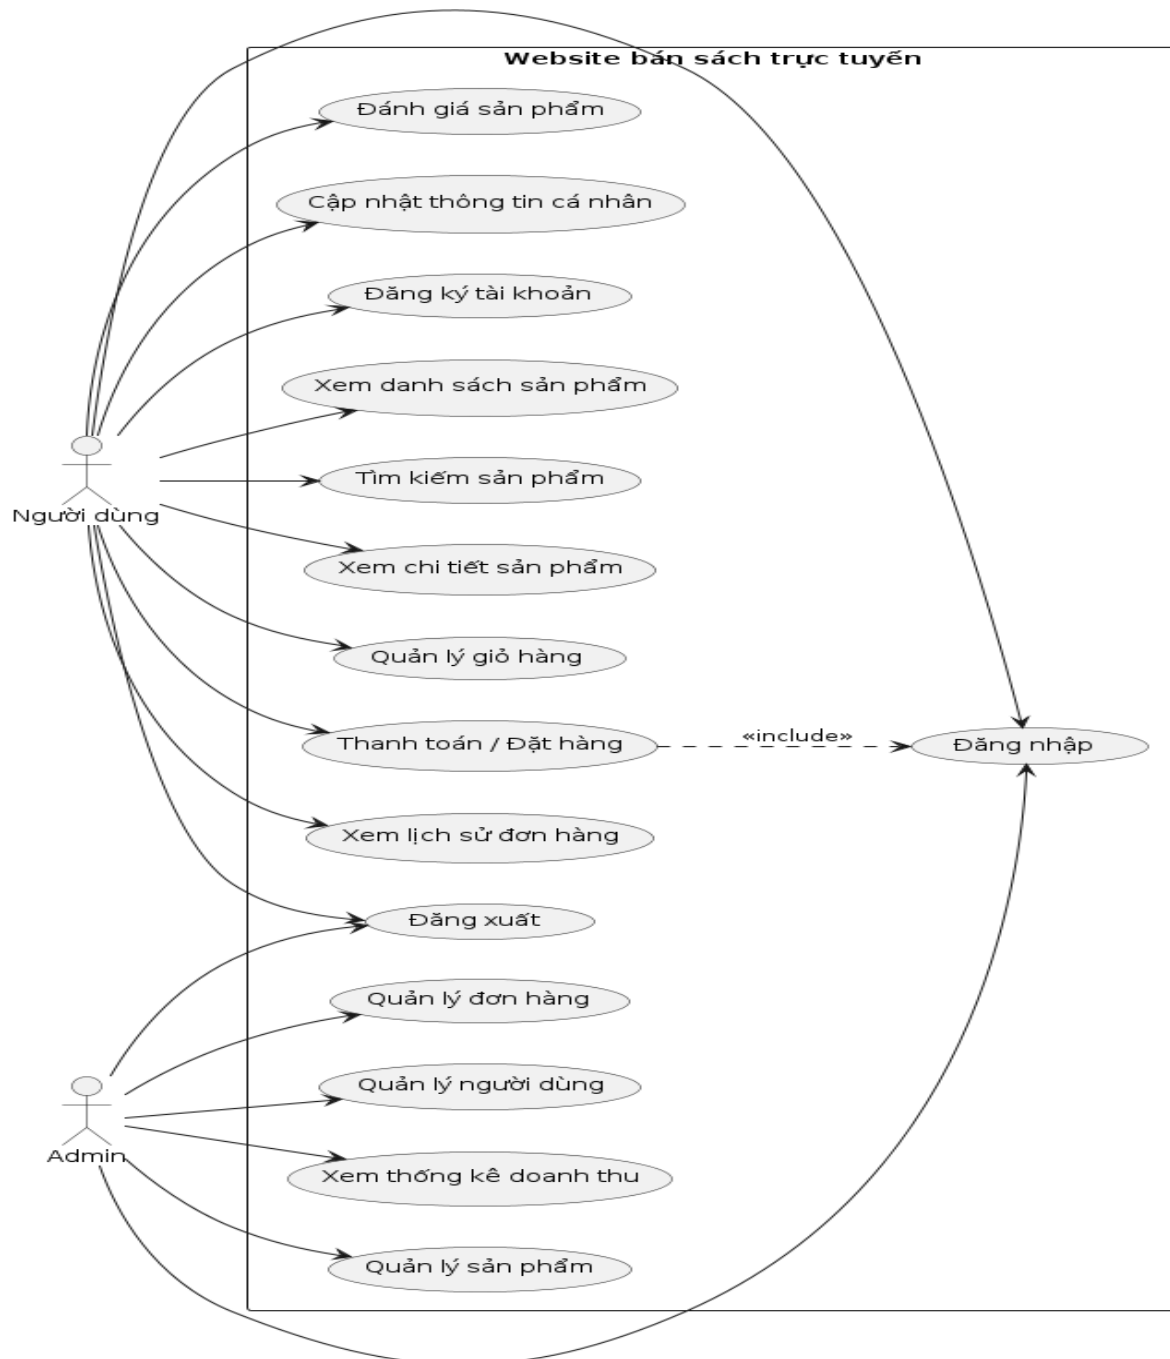 Website bán sách trực tuyến
Đánh giá sản phẩm
Cập nhật thông tin cá nhân
Đăng ký tài khoản
Xem danh sách sản phẩm
Tìm kiếm sản phẩm
Người dùng
Xem chi tiết sản phẩm
Quản lý giỏ hàng
Thanh toán / Đặt hàng
«include»
Đăng nhập
Xem lịch sử đơn hàng
Đăng xuất
Quản lý đơn hàng
Quản lý người dùng
Admin
Xem thống kê doanh thu
Quản lý sản phẩm